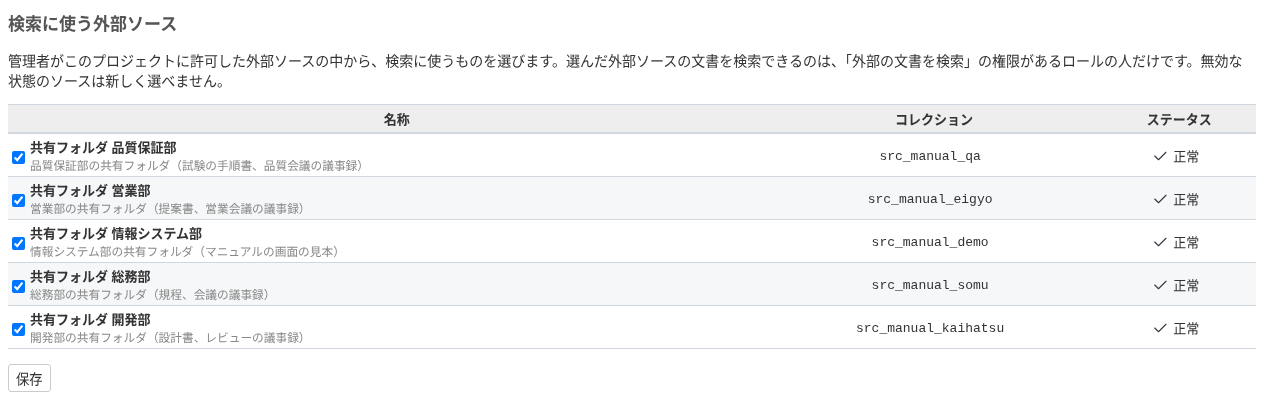 検索に使う外部ソース
管理者がこのプロジェクトに許可した外部ソースの中から、検索に使うものを選びます。選んだ外部ソースの文書を検索できるのは、「外部の文書を検索」の権限があるロールの人だけです。無効な
状態のソースは新しく選べません。
名称 コレクション ステータス
共有フォルダ 品質保証部
品質保証部の共有フォルダ（試験の手順書、品質会議の議事録）
src_manual_qa 正常
共有フォルダ 営業部
営業部の共有フォルダ（提案書、営業会議の議事録）
src_manual_eigyo 正常
共有フォルダ 情報システム部
情報システム部の共有フォルダ（マニュアルの画面の見本）
src_manual_demo 正常
共有フォルダ 総務部
総務部の共有フォルダ（規程、会議の議事録）
src_manual_somu 正常
共有フォルダ 開発部
開発部の共有フォルダ（設計書、レビューの議事録）
src_manual_kaihatsu 正常
保存